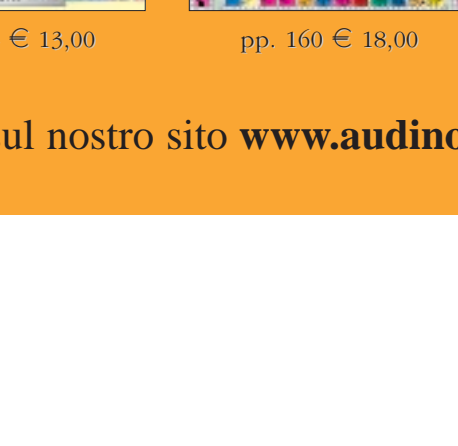 € 13,00 pp. 160 € 18,00
ul nostro sito www.audino